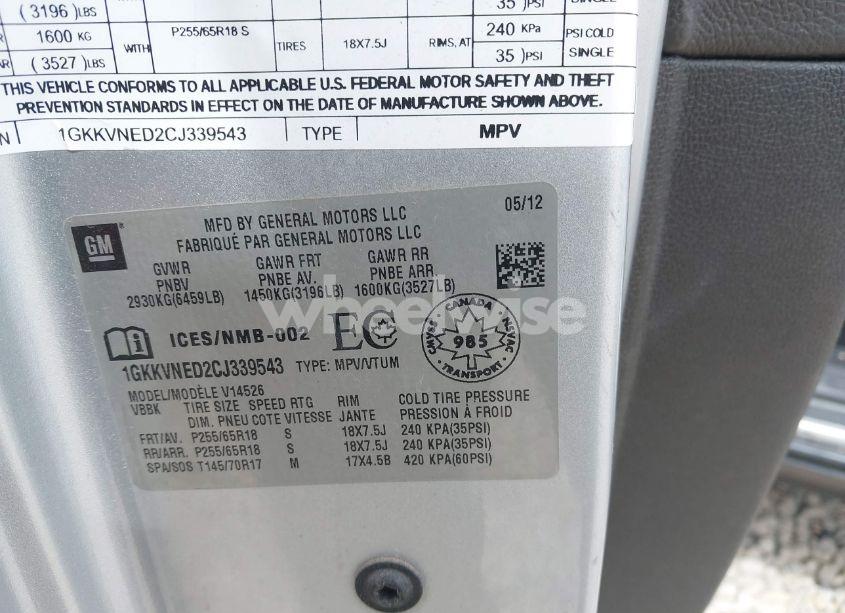 ( 3196 )LBS 35 )PSI SINGLE
1600 KG WITH P255/65R18 S TIRES 18X7.5J RIMS, AT 240 KPa PSI COLD
( 3527 )LBS 35 )PSI SINGLE
THIS VEHICLE CONFORMS TO ALL APPLICABLE U.S. FEDERAL MOTOR SAFETY AND THEFT
PREVENTION STANDARDS IN EFFECT ON THE DATE OF MANUFACTURE SHOWN ABOVE.
1GKKVNED2CJ339543 TYPE MPV
GM
MFD BY GENERAL MOTORS LLC 05/12
FABRIQUÉ PAR GENERAL MOTORS LLC
GVWR GAWR FRT GAWR RR
PNBV PNBE AV. PNBE ARR
2930KG(6459LB) 1450KG(3196LB) 1600KG(3527LB)
wheelwise
ICES/NMB-002 EC
CANADA
CMVSS 985 NSVAC
TRANSPORT
1GKKVNED2CJ339543 TYPE: MPV/VTUM
MODEL/MODÈLE V14526
VBBK TIRE SIZE SPEED RTG RIM COLD TIRE PRESSURE
DIM. PNEU COTE VITESSE JANTE PRESSION À FROID
FRT/AV. P255/65R18 S 18X7.5J 240 KPA(35PSI)
RR/ARR. P255/65R18 S 18X7.5J 240 KPA(35PSI)
SPA/SOS T145/70R17 M 17X4.5B 420 KPA(60PSI)